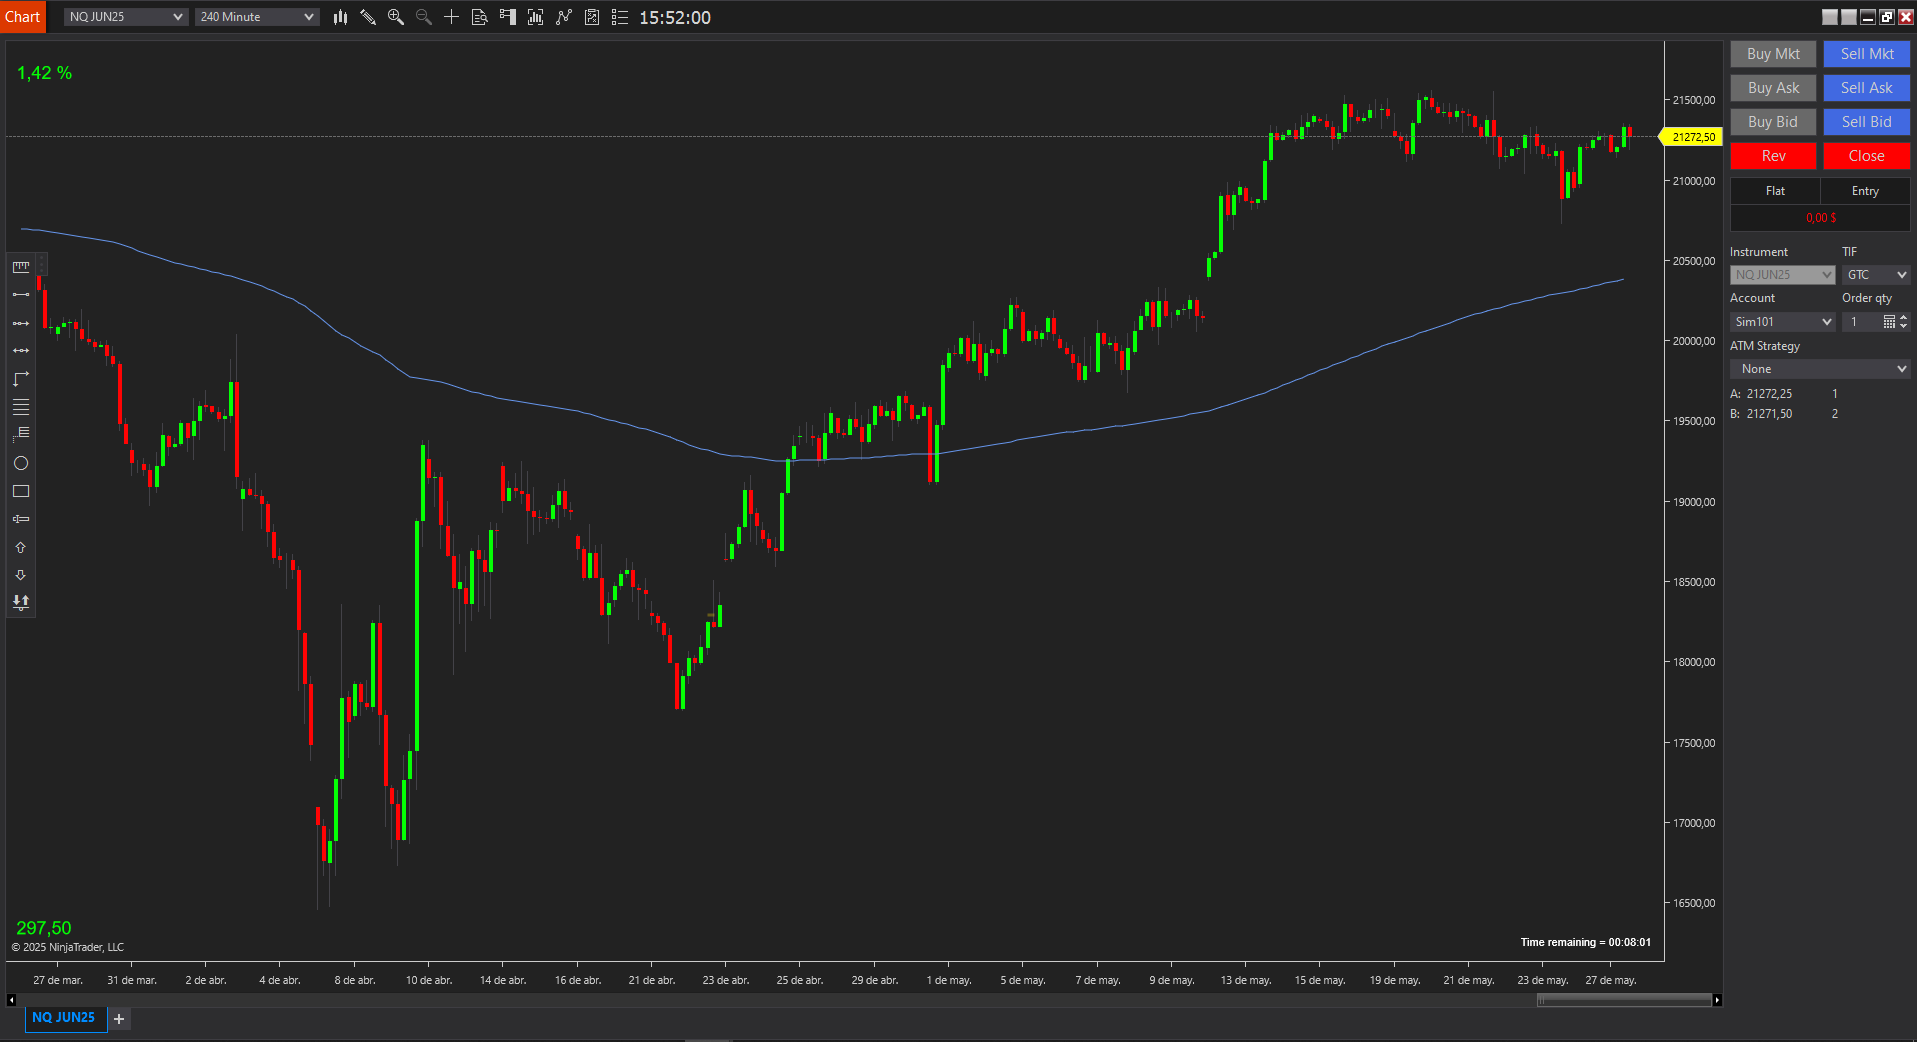 Chart NQ JUN25 240 Minute 15:52:00
1,42 %
21500,00
21272,50
21000,00
20500,00
20000,00
19500,00
19000,00
18500,00
18000,00
17500,00
17000,00
16500,00
297,50
© 2025 NinjaTrader, LLC
Time remaining = 00:08:01
27 de mar. 31 de mar. 2 de abr. 4 de abr. 8 de abr. 10 de abr. 14 de abr. 16 de abr. 21 de abr. 23 de abr. 25 de abr. 29 de abr. 1 de may. 5 de may. 7 de may. 9 de may. 13 de may. 15 de may. 19 de may. 21 de may. 23 de may. 27 de may.
NQ JUN25 +
Buy Mkt Sell Mkt
Buy Ask Sell Ask
Buy Bid Sell Bid
Rev Close
Flat Entry
0,00 $
Instrument TIF
NQ JUN25 GTC
Account Order qty
Sim101 1
ATM Strategy
None
A: 21272,25 1
B: 21271,50 2